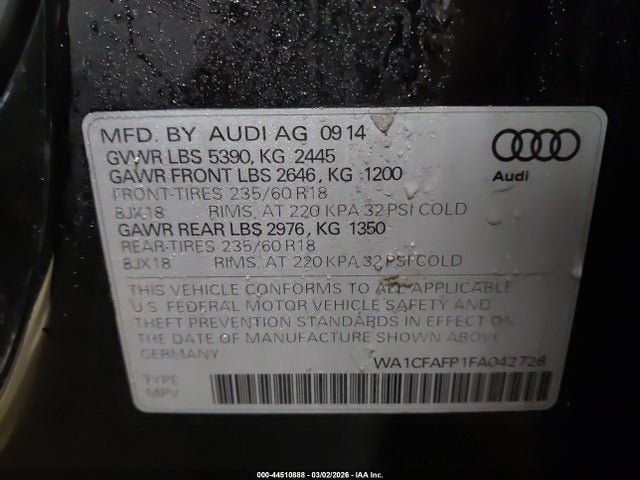 MFD. BY AUDI AG 09 14
GVWR LBS 5390, KG 2445
GAWR FRONT LBS 2646, KG 1200
FRONT-TIRES 235/60 R18
8JX18 RIMS, AT 220 KPA 32 PSI COLD
GAWR REAR LBS 2976, KG 1350
REAR-TIRES 235/60 R18
8JX18 RIMS, AT 220 KPA 32 PSI COLD
Audi
THIS VEHICLE CONFORMS TO ALL APPLICABLE
U.S. FEDERAL MOTOR VEHICLE SAFETY AND
THEFT PREVENTION STANDARDS IN EFFECT ON
THE DATE OF MANUFACTURE SHOWN ABOVE.
GERMANY
WA1CFAFP1FA042728
TYPE:
MPV
000-44510888 - 03/02/2026 - IAA Inc.